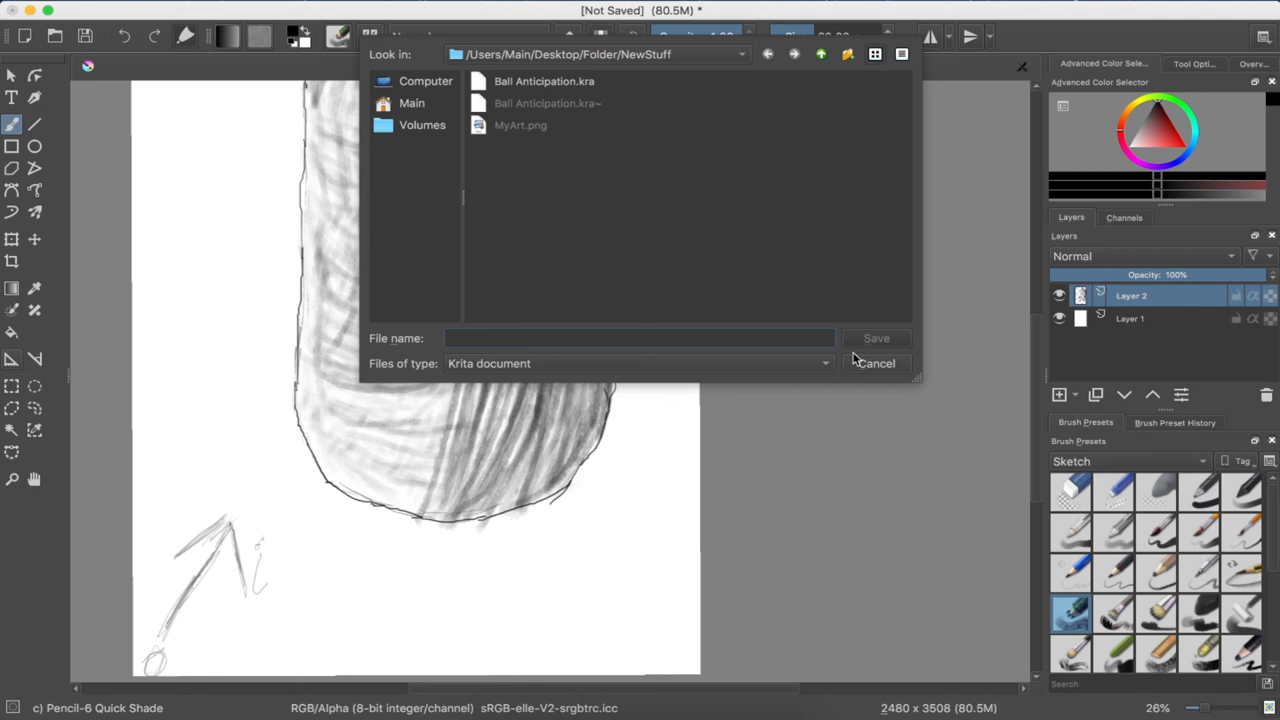 [Not Saved] (80.5M) *
Look in:
/Users/Main/Desktop/Folder/NewStuff
Computer
Main
Volumes
Ball Anticipation.kra
Ball Anticipation.kra~
MyArt.png
File name:
Save
Files of type:
Krita document
Cancel
Advanced Color Sele...
Tool Opti...
Overv...
Advanced Color Selector
Layers
Channels
Layers
Normal
Opacity: 100%
Layer 2
Layer 1
Brush Presets
Brush Preset History
Brush Presets
Sketch
Tag
Search
i
c) Pencil-6 Quick Shade
RGB/Alpha (8-bit integer/channel) sRGB-elle-V2-srgbtrc.icc
2480 x 3508 (80.5M)
26%